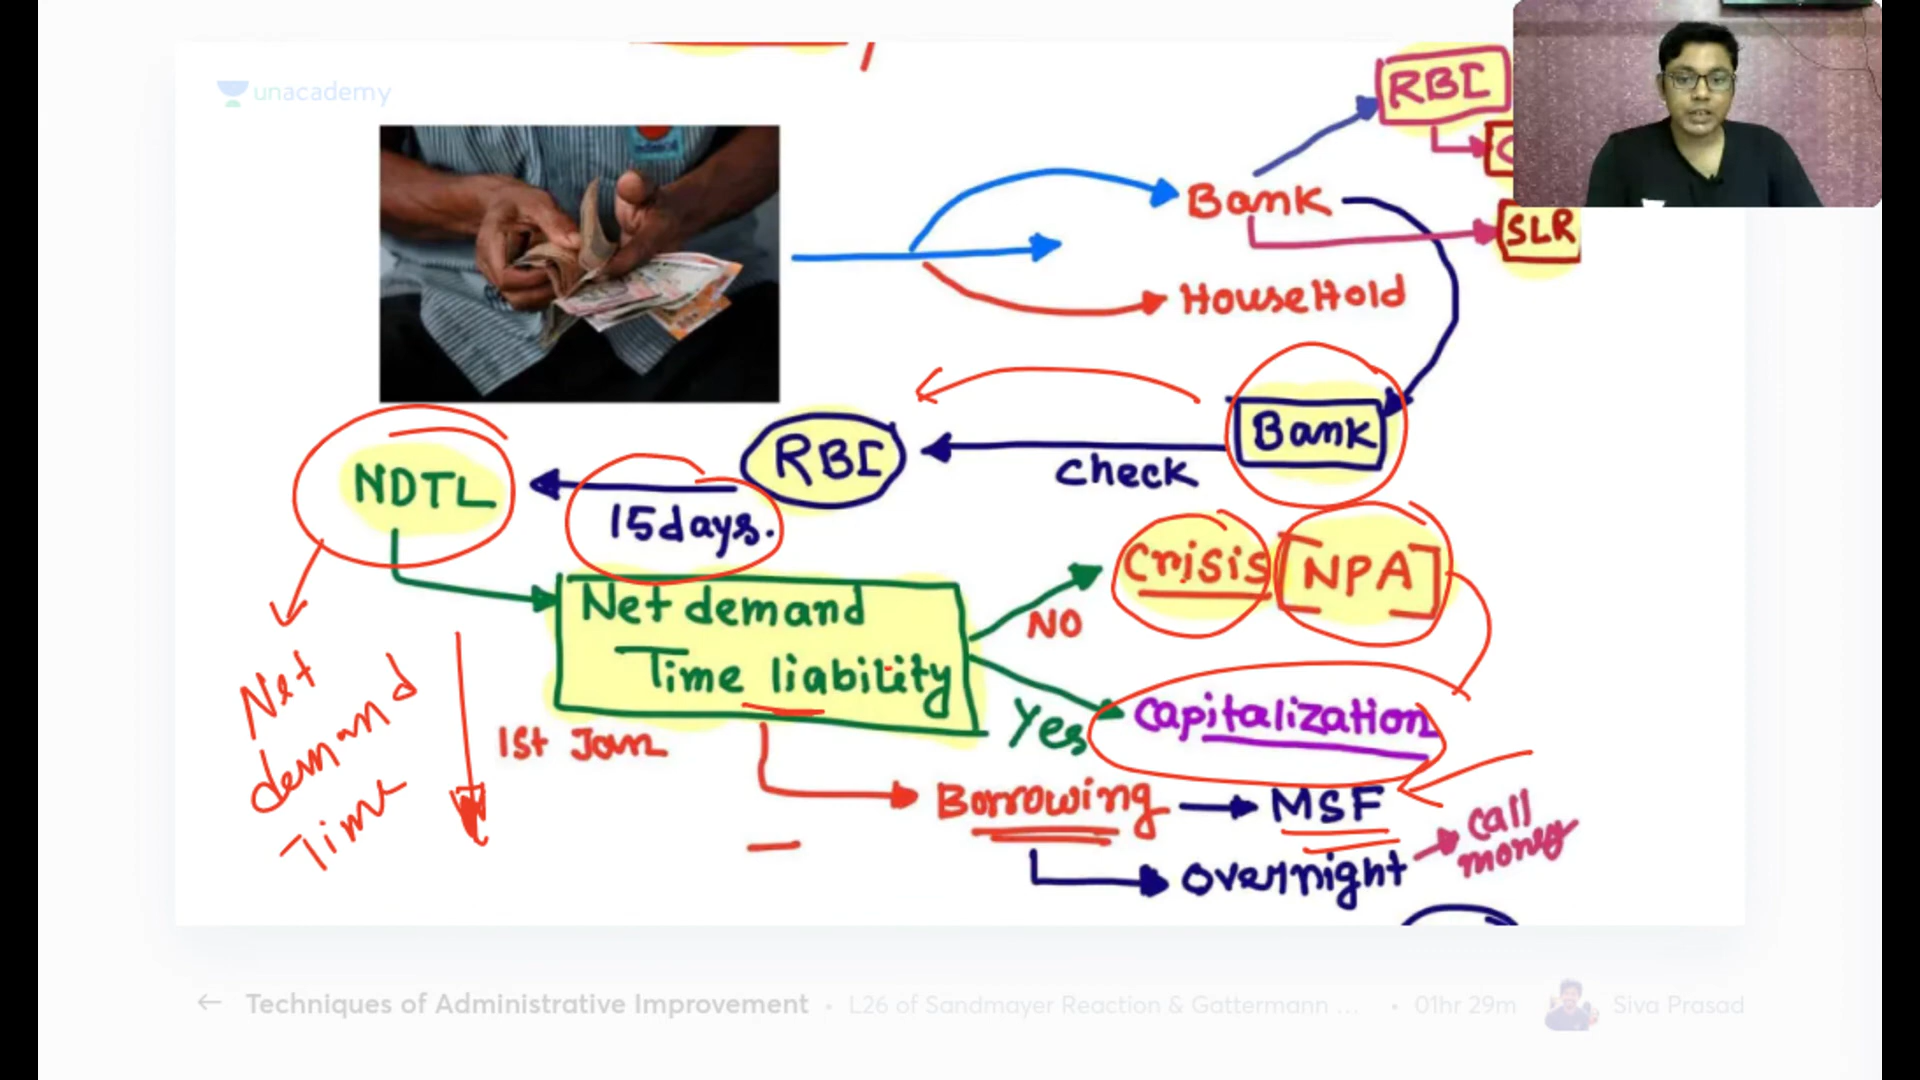 unacademy
RBI
Bank
SLR
HouseHold
Bank
RBI
check
NDTL
15days.
Crisis [NPA]
Net demand
Time liability
NO
Yes
Capitalization
Net
demand
Time
1st Jan
Borrowing
MSF
call
money
overnight
Techniques of Administrative Improvement • L26 of Sandmayer Reaction & Gattermann ... • 01hr 29m Siva Prasad